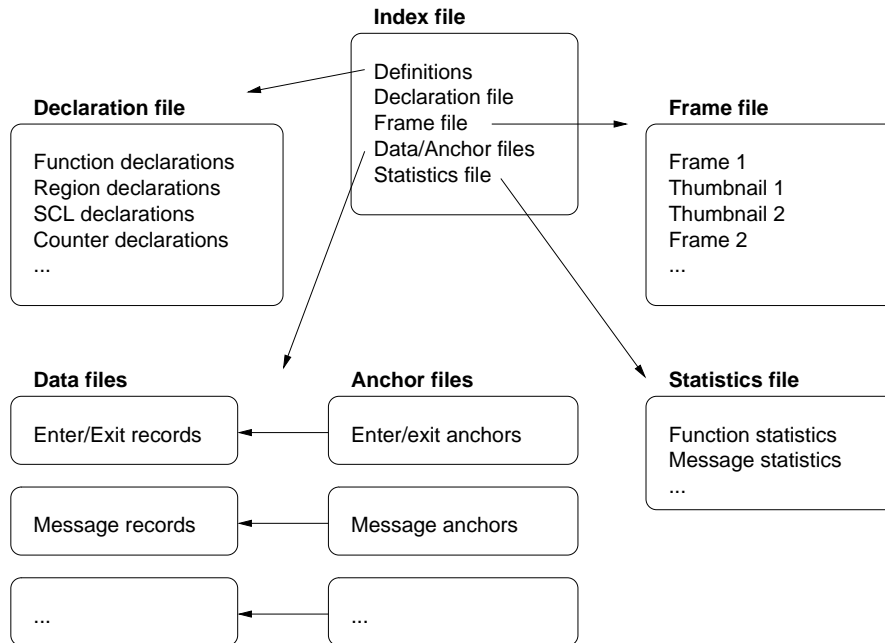 Index file
Definitions
Declaration file
Frame file
Data/Anchor files
Statistics file
Declaration file
Function declarations
Region declarations
SCL declarations
Counter declarations
...
Frame file
Frame 1
Thumbnail 1
Thumbnail 2
Frame 2
...
Data files
Enter/Exit records
Message records
...
Anchor files
Enter/exit anchors
Message anchors
...
Statistics file
Function statistics
Message statistics
...